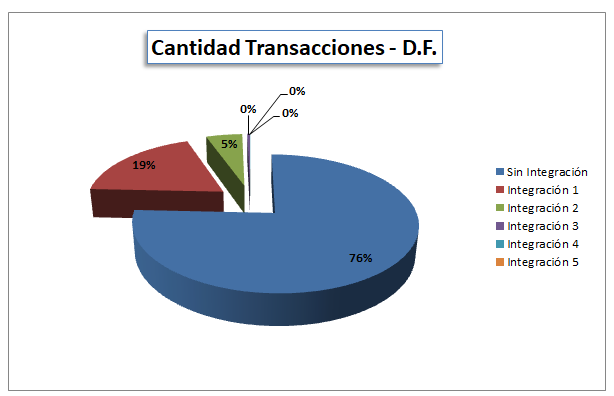 Cantidad Transacciones - D.F.
0%
0%
0%
5%
19%
76%
Sin Integración
Integración 1
Integración 2
Integración 3
Integración 4
Integración 5